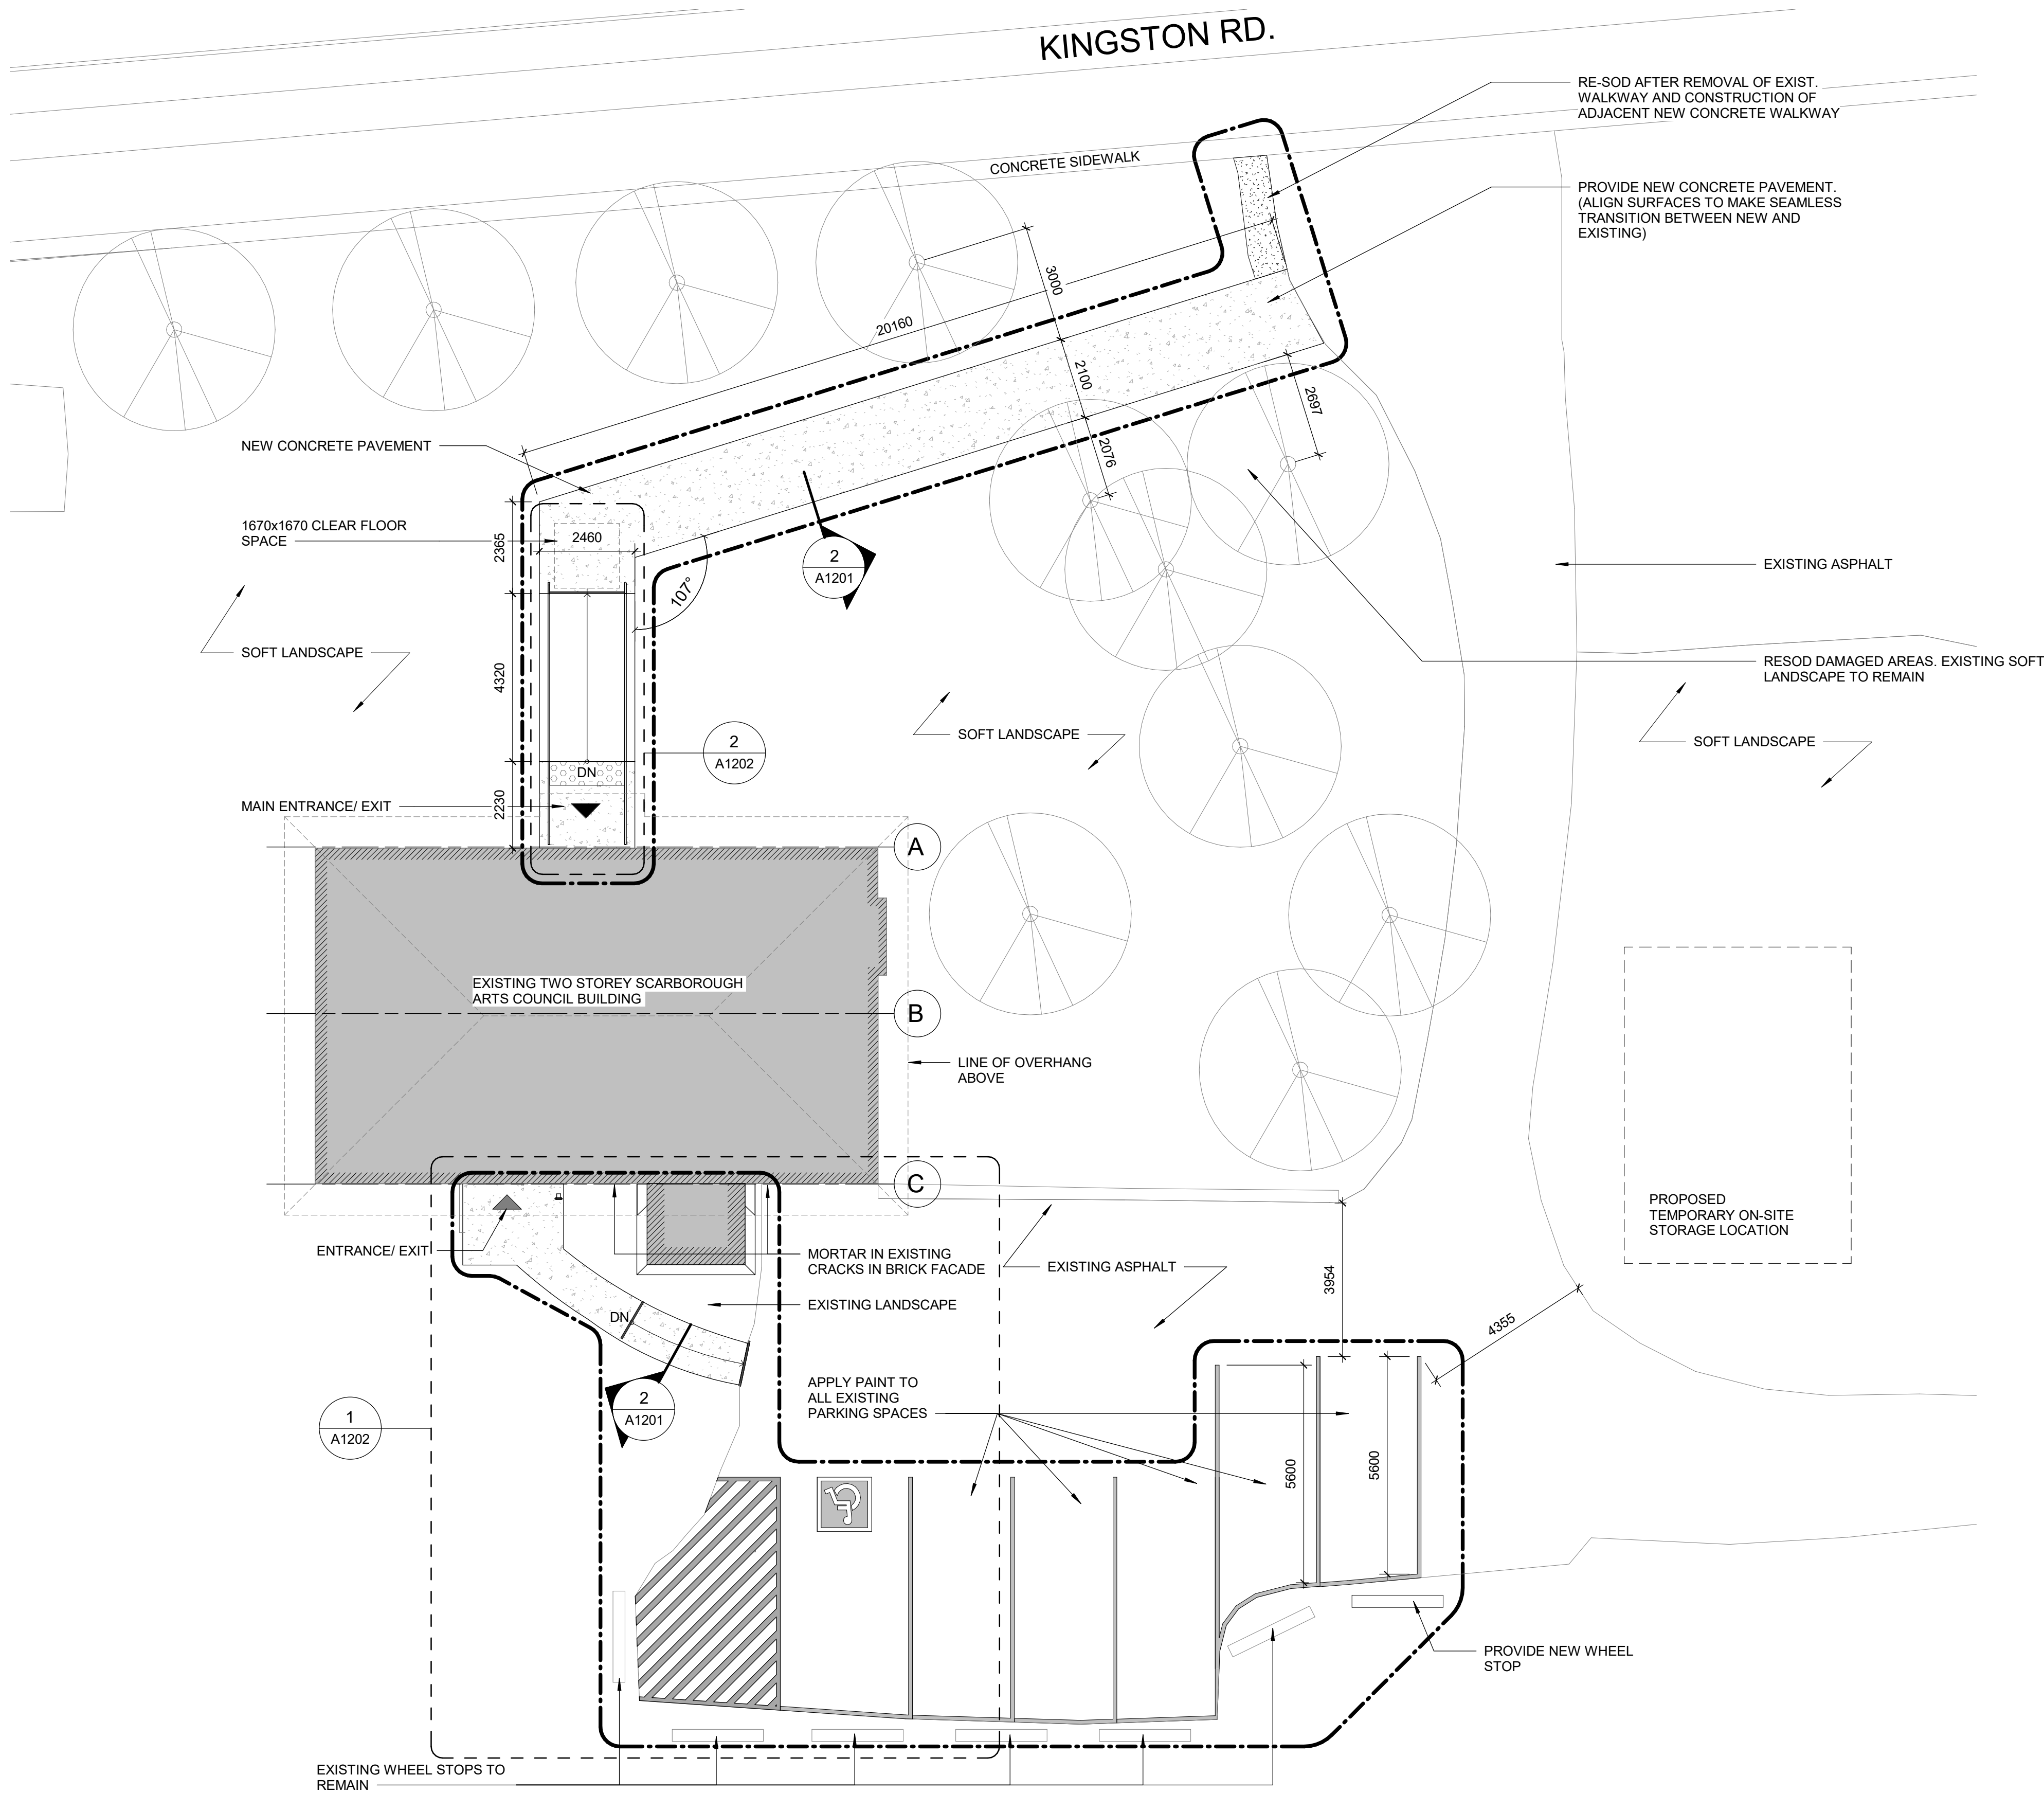 KINGSTON RD.
RE-SOD AFTER REMOVAL OF EXIST.
WALKWAY AND CONSTRUCTION OF
ADJACENT NEW CONCRETE WALKWAY
CONCRETE SIDEWALK
PROVIDE NEW CONCRETE PAVEMENT.
(ALIGN SURFACES TO MAKE SEAMLESS
TRANSITION BETWEEN NEW AND
EXISTING)
3000
20160
2100
2697
2076
NEW CONCRETE PAVEMENT
1670x1670 CLEAR FLOOR
SPACE
2365
2460
107°
2
A1201
EXISTING ASPHALT
SOFT LANDSCAPE
4320
RESOD DAMAGED AREAS. EXISTING SOFT
LANDSCAPE TO REMAIN
SOFT LANDSCAPE
SOFT LANDSCAPE
2
A1202
DN
2230
MAIN ENTRANCE/ EXIT
A
EXISTING TWO STOREY SCARBOROUGH
ARTS COUNCIL BUILDING
B
LINE OF OVERHANG
ABOVE
C
PROPOSED
TEMPORARY ON-SITE
STORAGE LOCATION
ENTRANCE/ EXIT
MORTAR IN EXISTING
CRACKS IN BRICK FACADE
EXISTING ASPHALT
3954
4355
EXISTING LANDSCAPE
DN
APPLY PAINT TO
ALL EXISTING
PARKING SPACES
2
A1201
1
A1202
5600
5600
PROVIDE NEW WHEEL
STOP
EXISTING WHEEL STOPS TO
REMAIN